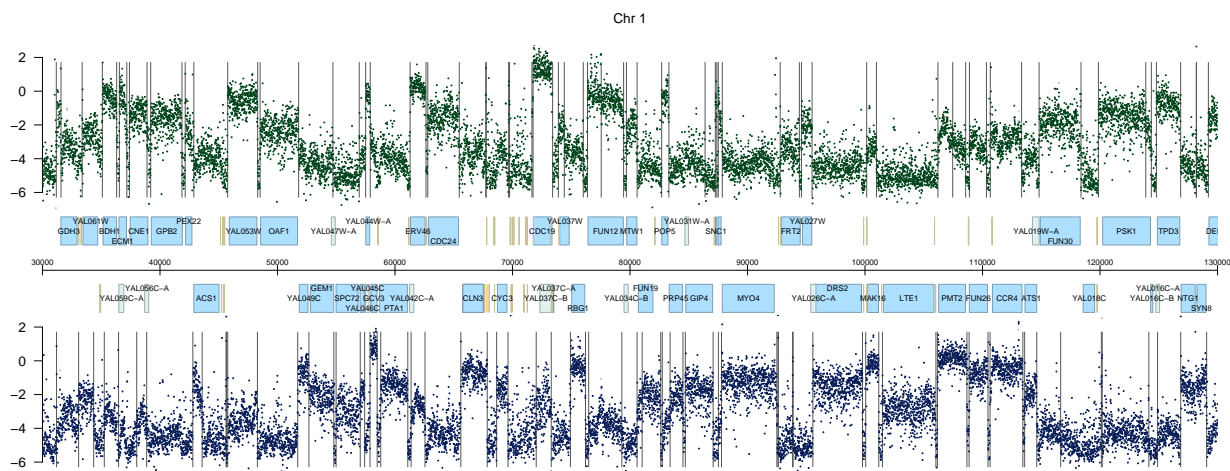 Chr 1
2
0
−2
−4
−6
YAL061W PEX22 YAL044W−A YAL037W YAL031W−A YAL027W
GDH3 BDH1 CNE1 GPB2 YAL053W OAF1 YAL047W−A ERV46 CDC19 FUN12 MTW1 POP5 SNC1 FRT2 YAL019W−A PSK1 TPD3
ECM1 CDC24 FUN30
30000 40000 50000 60000 70000 80000 90000 100000 110000 120000 130000
YAL056C−A GEM1 YAL045C YAL037C−A FUN19 DRS2 YAL016C−A
YAL059C−A ACS1 YAL049C SPC72 GCV3 YAL042C−A CLN3 CYC3 YAL037C−B YAL034C−B PRP45 GIP4 MYO4 YAL026C−A MAK16 LTE1 PMT2 FUN26 CCR4 ATS1 YAL018C YAL016C−B NTG1
YAL046C PTA1 RBG1 SYN8
2
0
−2
−4
−6